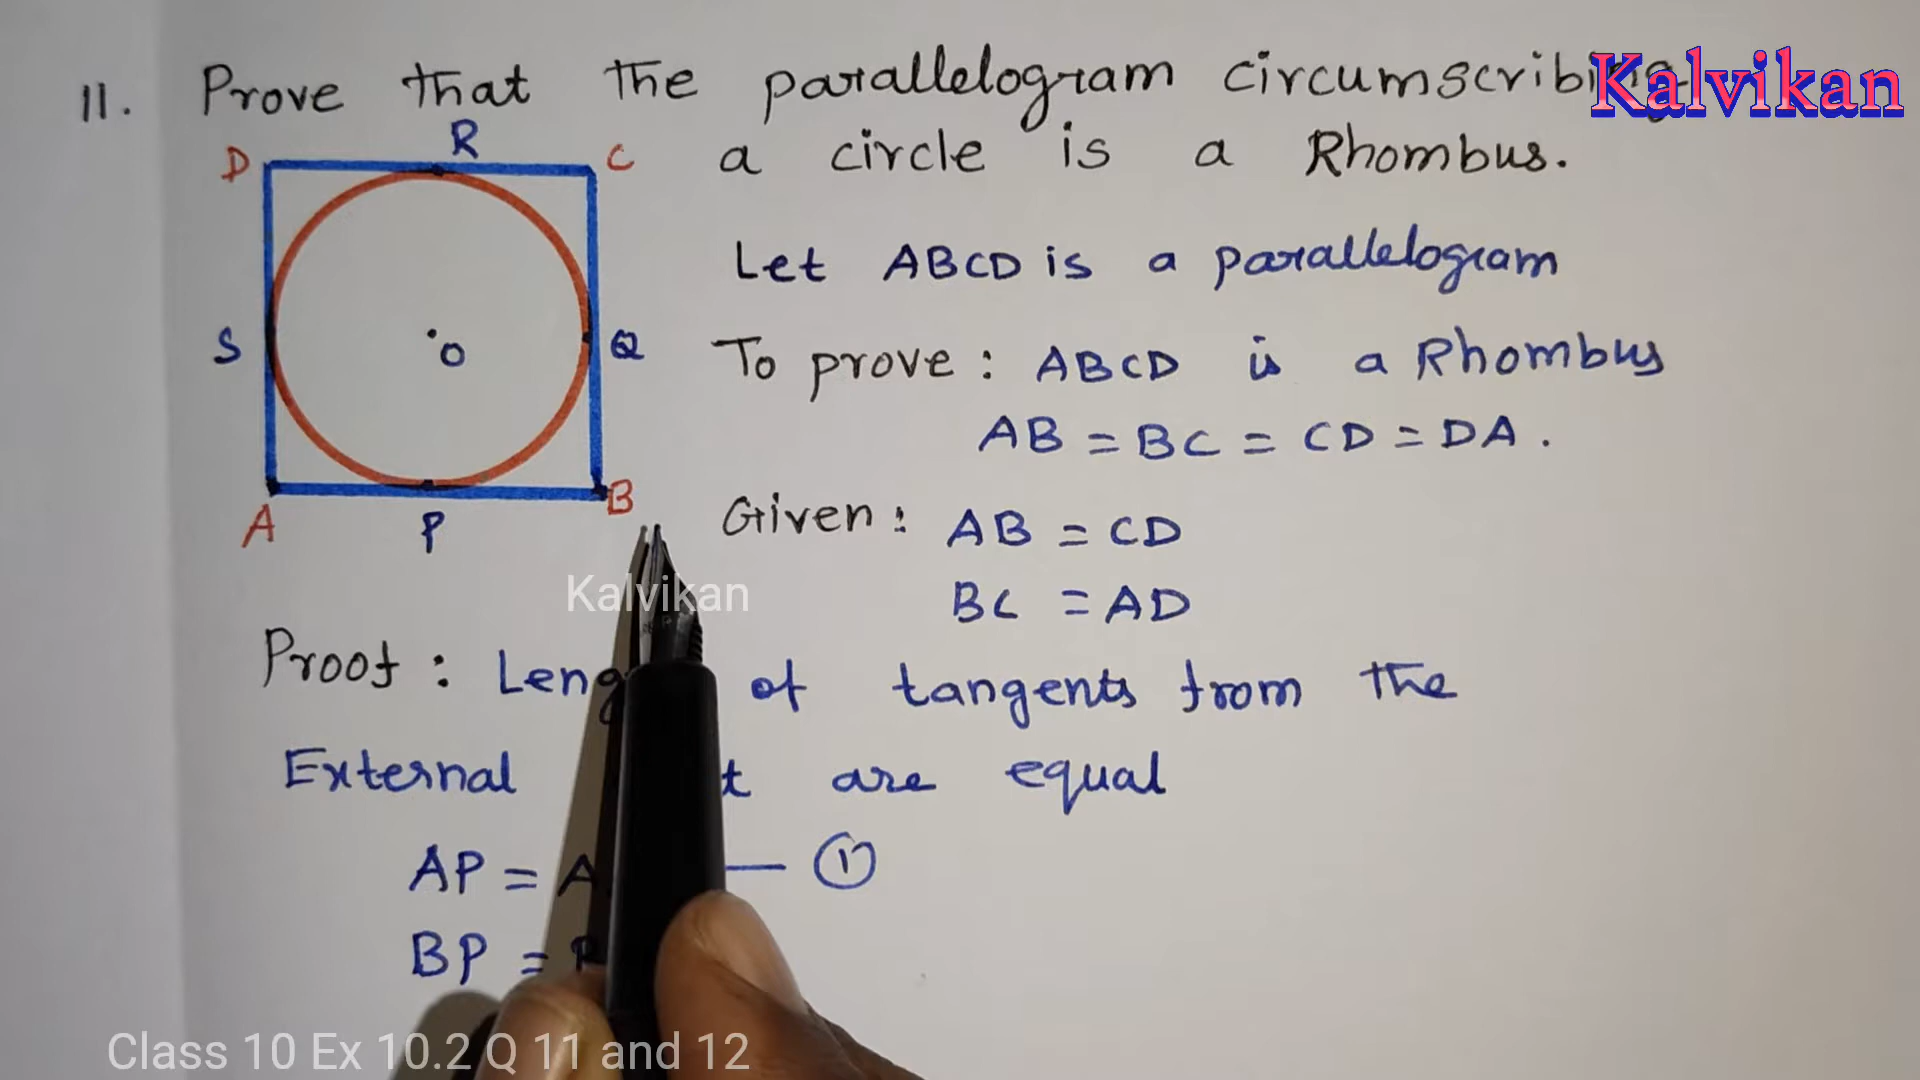 11. Prove that the parallelogram circumscribing
Kalvikan
a circle is a Rhombus.
D R C
S O Q
A P B
Let ABCD is a parallelogram
To prove : ABCD is a Rhombus
AB = BC = CD = DA .
Given : AB = CD
BC = AD
Kalvikan
Proof : of tangents from the
External are equal
AP = — ①
BP =
Class 10 Ex 10.2 Q 11 and 12